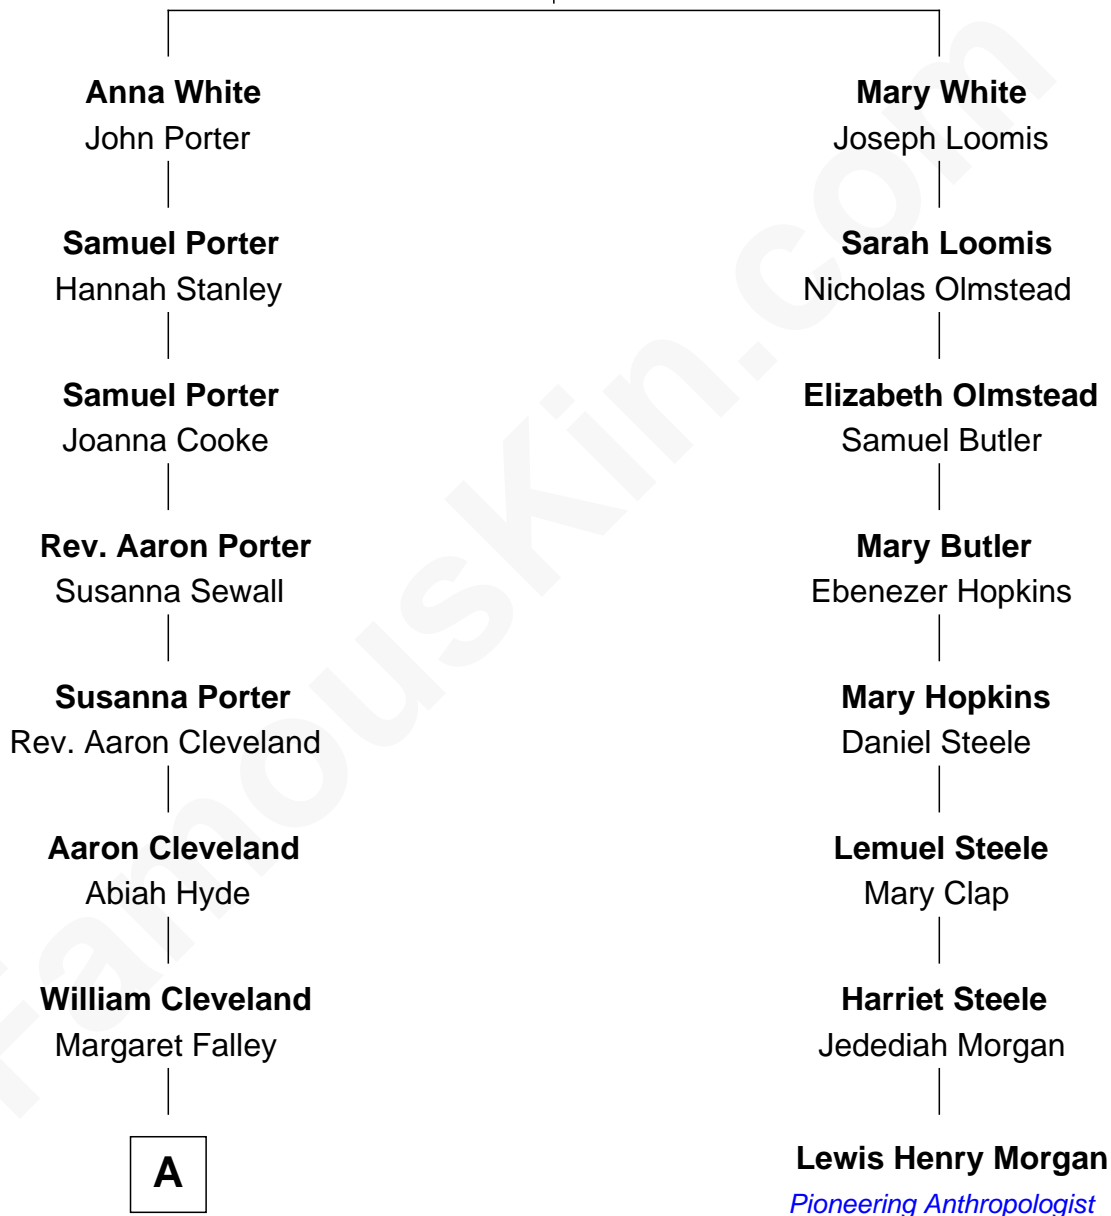 Anna White
John Porter
Samuel Porter
Hannah Stanley
Samuel Porter
Joanna Cooke
Rev. Aaron Porter
Susanna Sewall
Susanna Porter
Rev. Aaron Cleveland
Aaron Cleveland
Abiah Hyde
William Cleveland
Margaret Falley
A
Mary White
Joseph Loomis
Sarah Loomis
Nicholas Olmstead
Elizabeth Olmstead
Samuel Butler
Mary Butler
Ebenezer Hopkins
Mary Hopkins
Daniel Steele
Lemuel Steele
Mary Clap
Harriet Steele
Jedediah Morgan
Lewis Henry Morgan
Pioneering Anthropologist
FamousKin.com